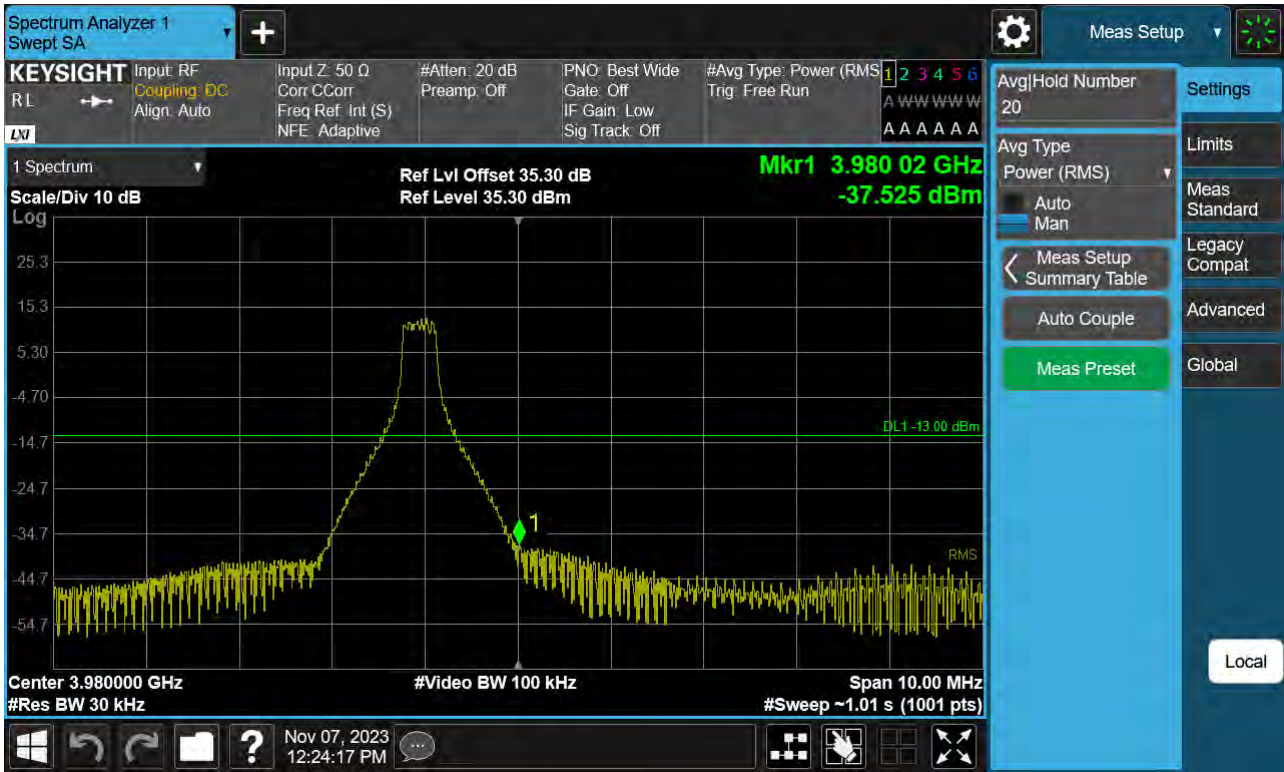 Spectrum Analyzer 1
Swept SA
+
Meas Setup
KEYSIGHT
RL
LXI
Input: RF
Coupling: DC
Align: Auto
Input Z: 50 Ω
Corr CCorr
Freq Ref: Int (S)
NFE: Adaptive
#Atten: 20 dB
Preamp: Off
PNO: Best Wide
Gate: Off
IF Gain: Low
Sig Track: Off
#Avg Type: Power (RMS
Trig: Free Run
1 2 3 4 5 6
A W W W W W
A A A A A A
1 Spectrum
Scale/Div 10 dB
Log
Ref Lvl Offset 35.30 dB
Ref Level 35.30 dBm
Mkr1 3.980 02 GHz
-37.525 dBm
25.3
15.3
5.30
-4.70
-14.7
-24.7
-34.7
-44.7
-54.7
DL1 -13.00 dBm
1
RMS
Center 3.980000 GHz
#Res BW 30 kHz
#Video BW 100 kHz
Span 10.00 MHz
#Sweep ~1.01 s (1001 pts)
Avg|Hold Number
20
Avg Type
Power (RMS)
Auto
Man
Meas Setup
Summary Table
Auto Couple
Meas Preset
Settings
Limits
Meas
Standard
Legacy
Compat
Advanced
Global
Local
?
Nov 07, 2023
12:24:17 PM